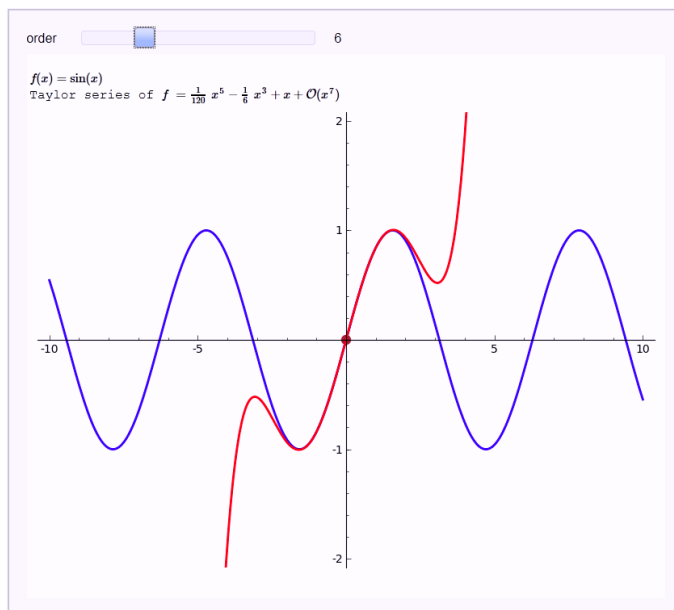 order 6
f(x) = sin(x)
Taylor series of f = 1/120 x^5 − 1/6 x^3 + x + O(x^7)
2
1
-10 -5 5 10
-1
-2